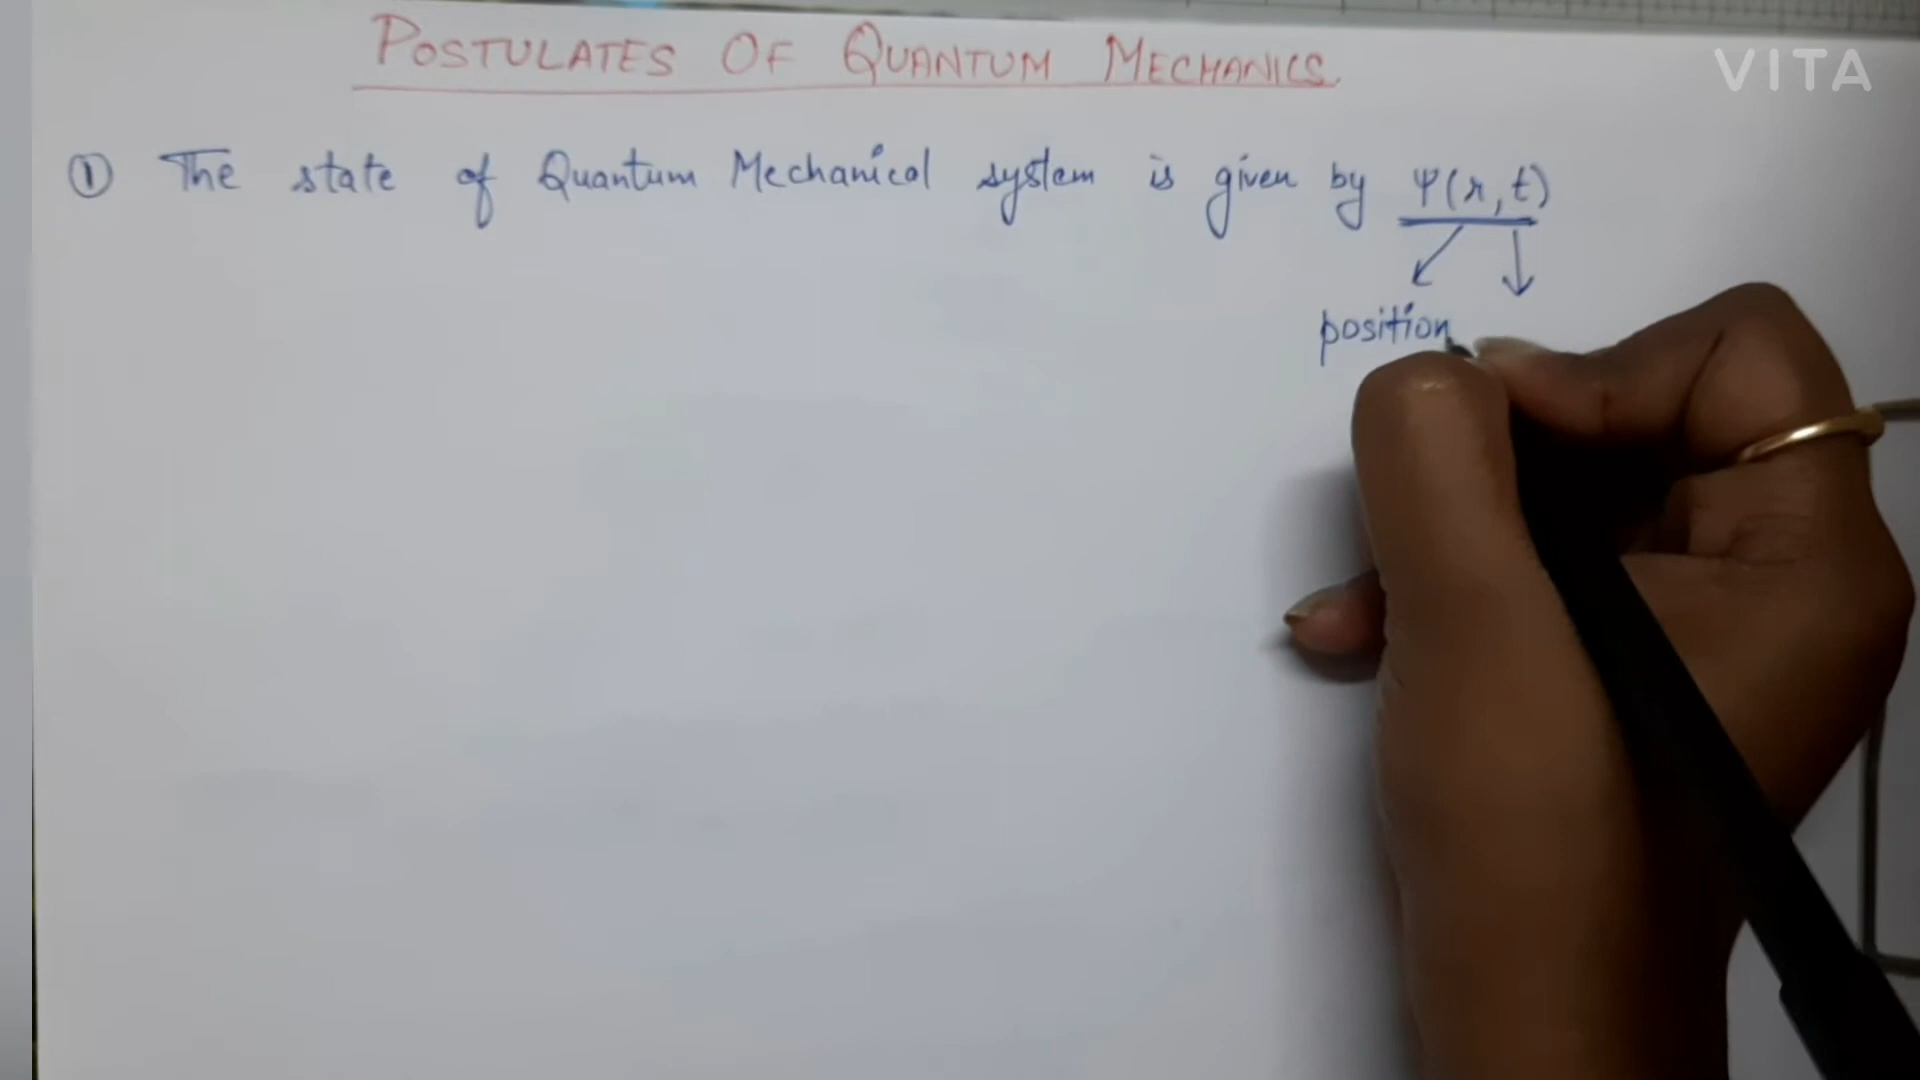 POSTULATES OF QUANTUM MECHANICS.
VITA
① The state of Quantum Mechanical system is given by Ψ(r,t)
position